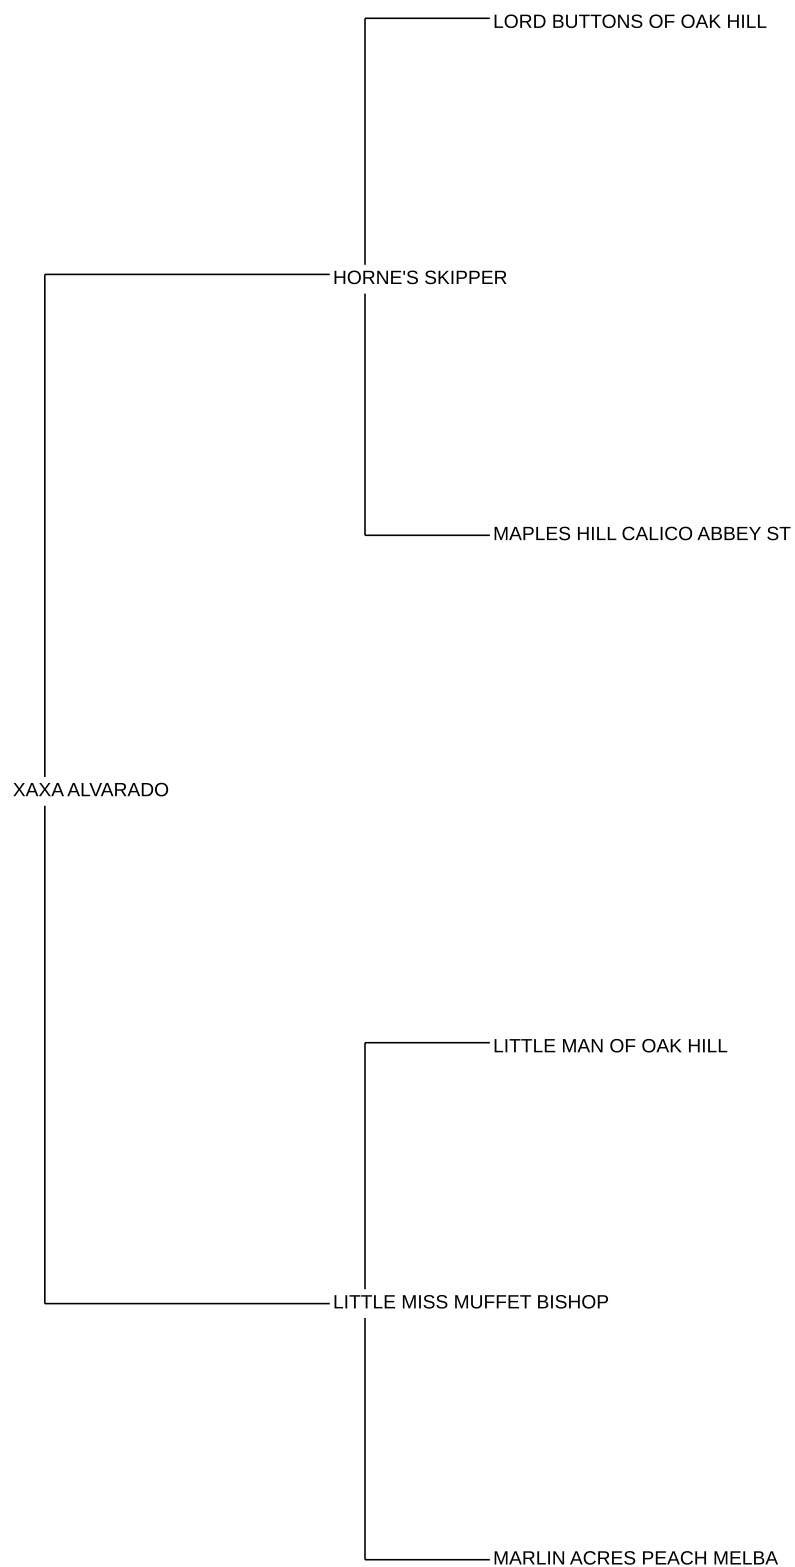 LORD BUTTONS OF OAK HILL
HORNE'S SKIPPER
MAPLES HILL CALICO ABBEY ST
XAXA ALVARADO
LITTLE MAN OF OAK HILL
LITTLE MISS MUFFET BISHOP
MARLIN ACRES PEACH MELBA